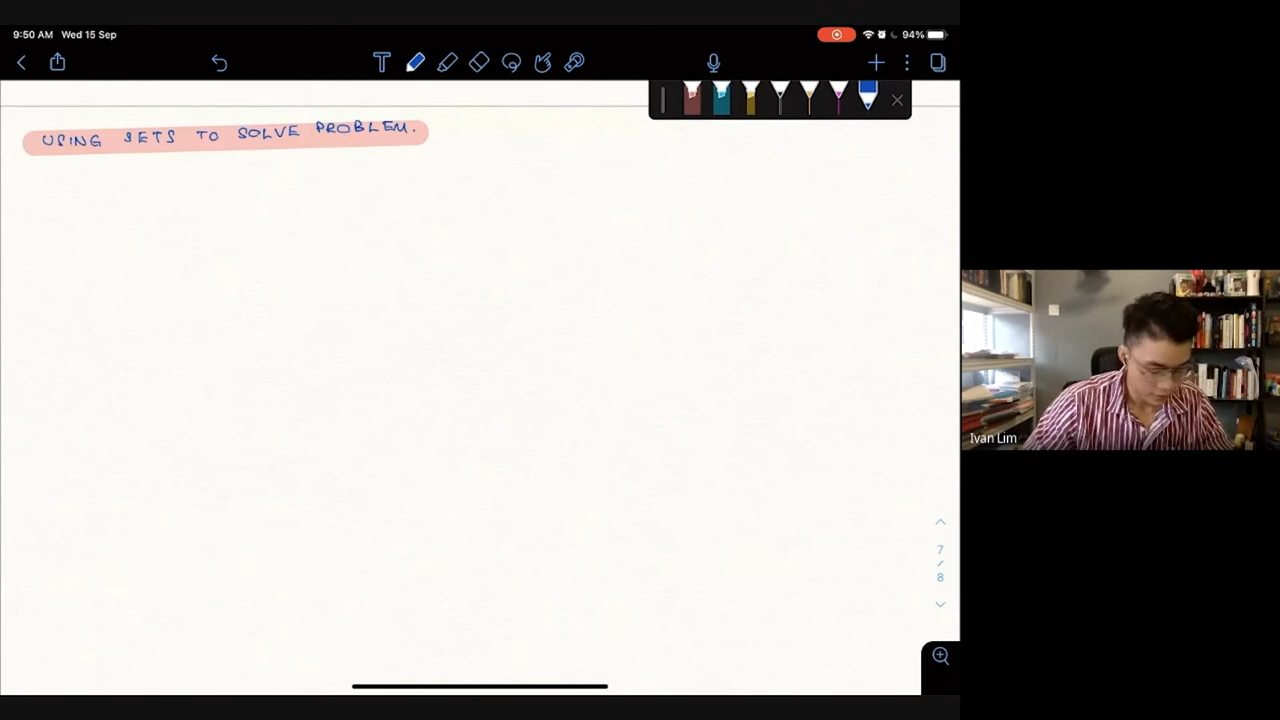 9:50 AM Wed 15 Sep
94%
T
USING SETS TO SOLVE PROBLEM.
Ivan Lim
7
/
8